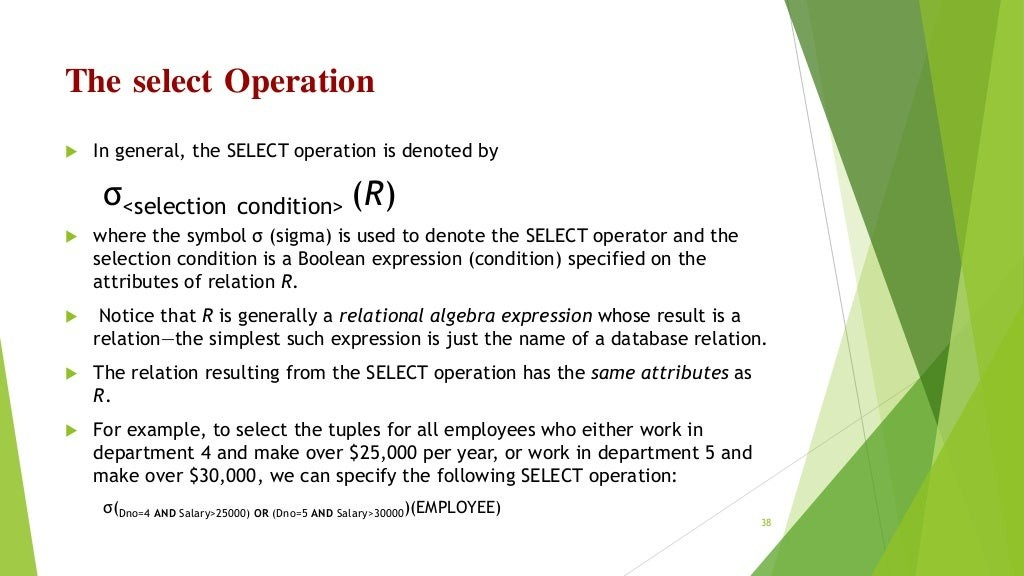 The select Operation
In general, the SELECT operation is denoted by
σ<selection condition> (R)
where the symbol σ (sigma) is used to denote the SELECT operator and the
selection condition is a Boolean expression (condition) specified on the
attributes of relation R.
Notice that R is generally a relational algebra expression whose result is a
relation—the simplest such expression is just the name of a database relation.
The relation resulting from the SELECT operation has the same attributes as
R.
For example, to select the tuples for all employees who either work in
department 4 and make over $25,000 per year, or work in department 5 and
make over $30,000, we can specify the following SELECT operation:
σ(Dno=4 AND Salary>25000) OR (Dno=5 AND Salary>30000)(EMPLOYEE)
38